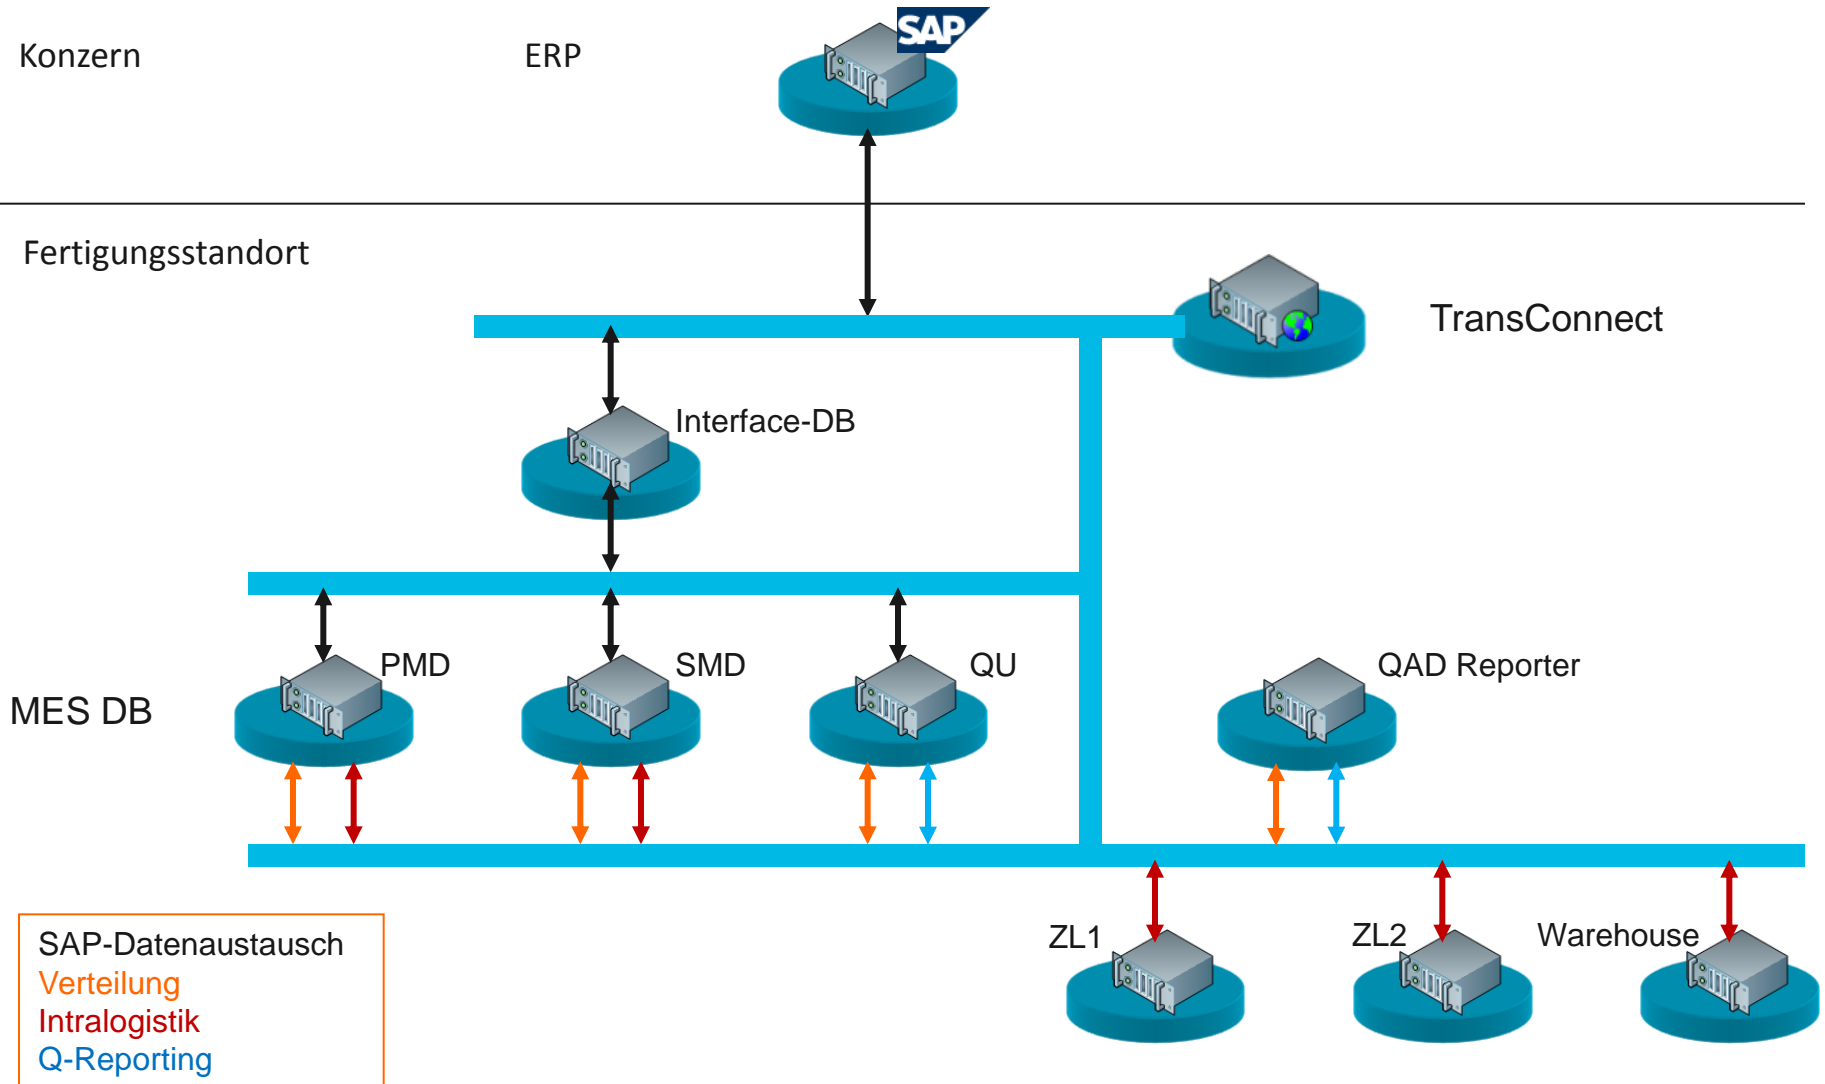 Konzern
ERP
SAP
Fertigungsstandort
TransConnect
Interface-DB
PMD
SMD
QU
QAD Reporter
MES DB
ZL1
ZL2
Warehouse
SAP-Datenaustausch
Verteilung
Intralogistik
Q-Reporting